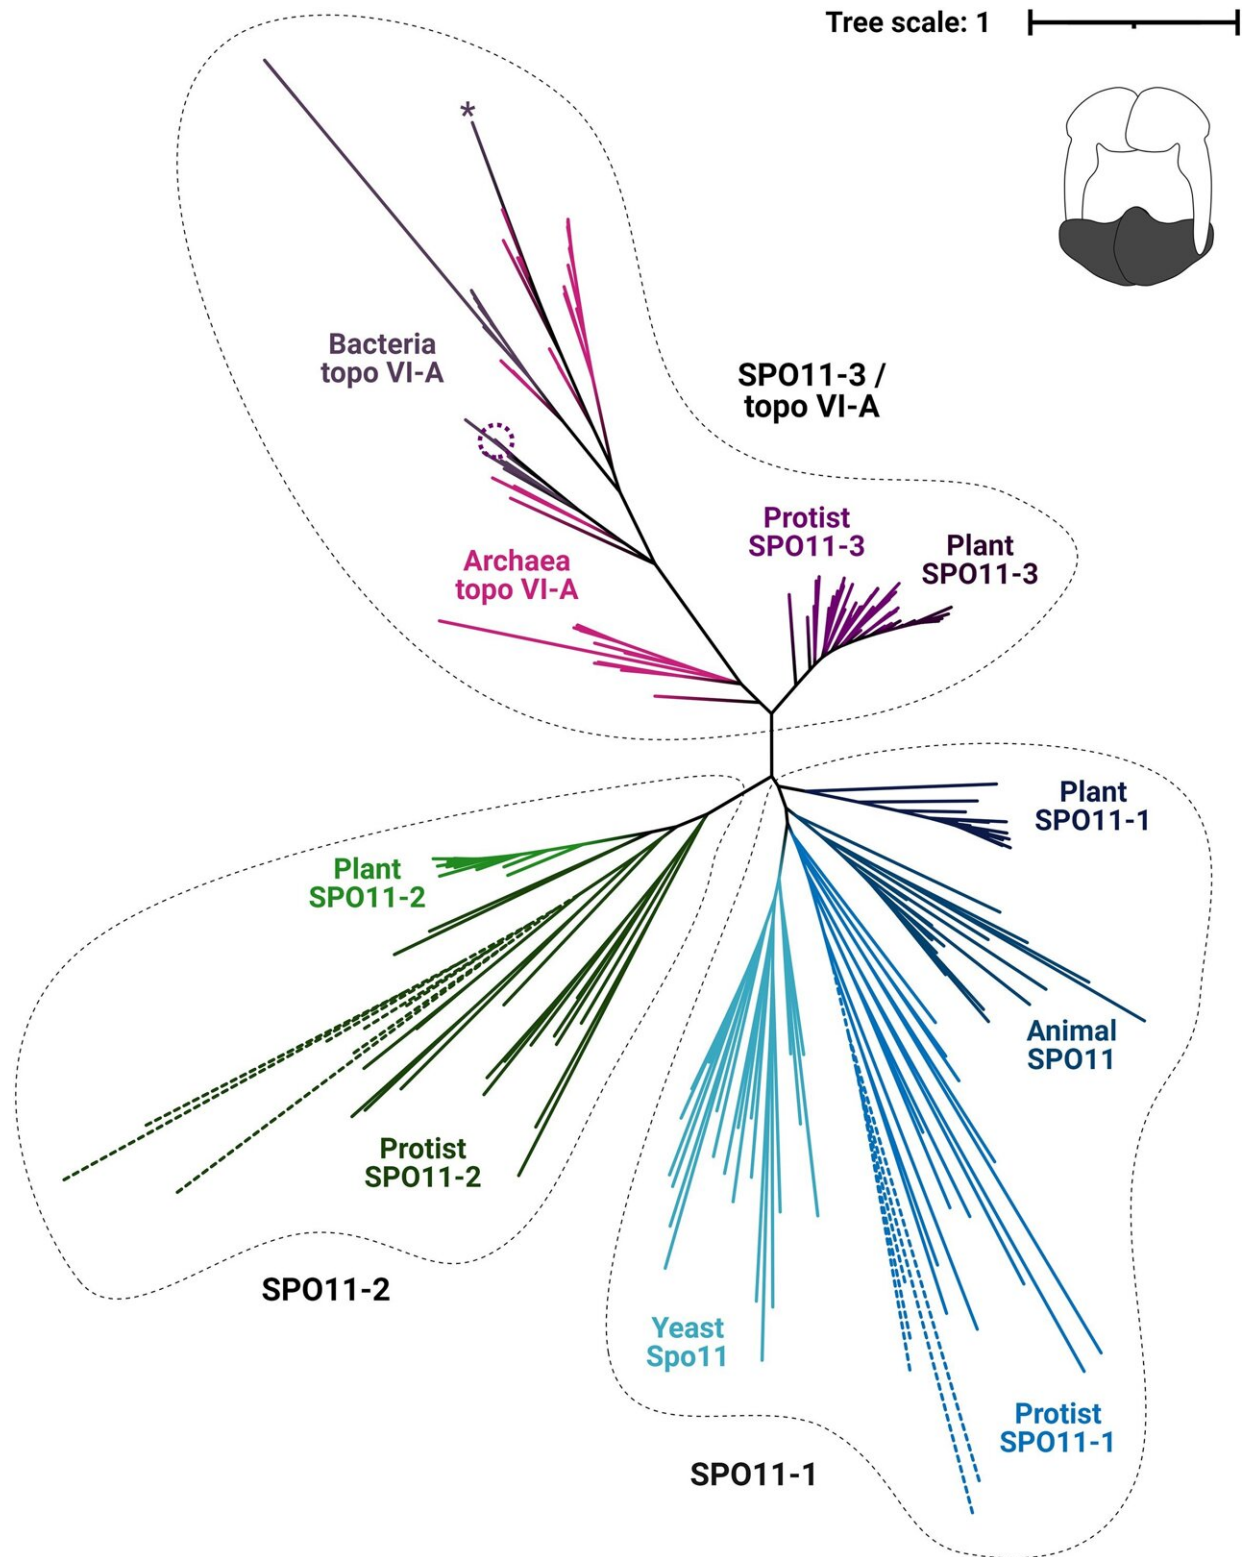 Tree scale: 1
*
Bacteria
topo VI-A
SPO11-3 /
topo VI-A
Protist
SPO11-3
Plant
SPO11-3
Archaea
topo VI-A
Plant
SPO11-1
Plant
SPO11-2
Animal
SPO11
Protist
SPO11-2
SPO11-2
Yeast
Spo11
Protist
SPO11-1
SPO11-1